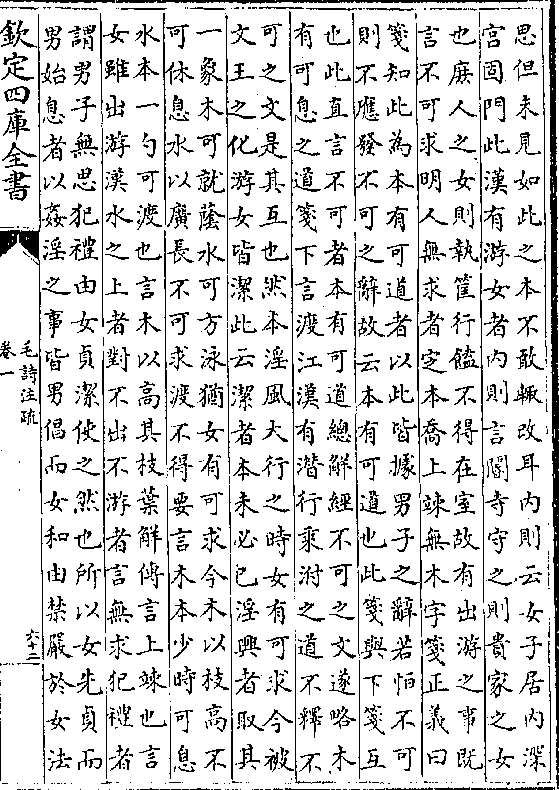 思但未見如此之本不敢輙改耳内則云女子居内深
宮固門此漢有游女者内則言閽寺守之則貴家之女
也庶人之女則執筐行饁不得在室故有出游之事既
言不可求明人無求者定本喬上竦無木字箋正義曰
箋知此為本有可道者以此皆據男子之辭若怕不可
則不應發不可之辭故云本有可道也此箋與下箋互
也此直言不可者本有可道總解經不可之文遂略木
有可息之道箋下言渡江漢有潛行乘泭之道不釋不
可之文是其互也然本淫風大行之時女有可求今被
文王之化游女皆潔此云潔者本未必已淫興者取其
一象木可就蔭水可方泳猶女有可求今木以枝高不
可休息水以廣長不可求渡不得要言木本少時可息
水本一勺可渡也言木以高其枝葉解傳言上竦也言
女雖出游漢水之上者對不出不游者言無求犯禮者
謂男子無思犯禮由女貞潔使之然也所以女先貞而
男始息者以姦淫之事皆男倡而女和由禁嚴於女法
欽定四庫全書
毛詩注疏
卷一
六十二